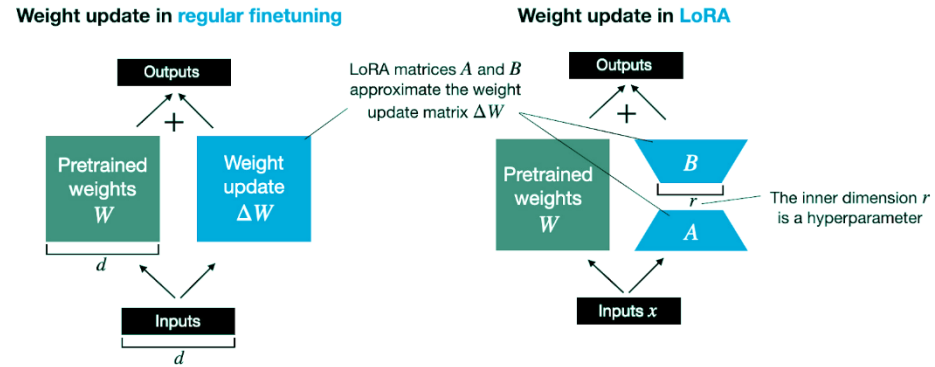 Weight update in regular finetuning
Outputs
+
Pretrained
weights
W
Weight
update
ΔW
d
Inputs
d
LoRA matrices A and B
approximate the weight
update matrix ΔW
Weight update in LoRA
Outputs
+
Pretrained
weights
W
B
r
A
The inner dimension r
is a hyperparameter
Inputs x